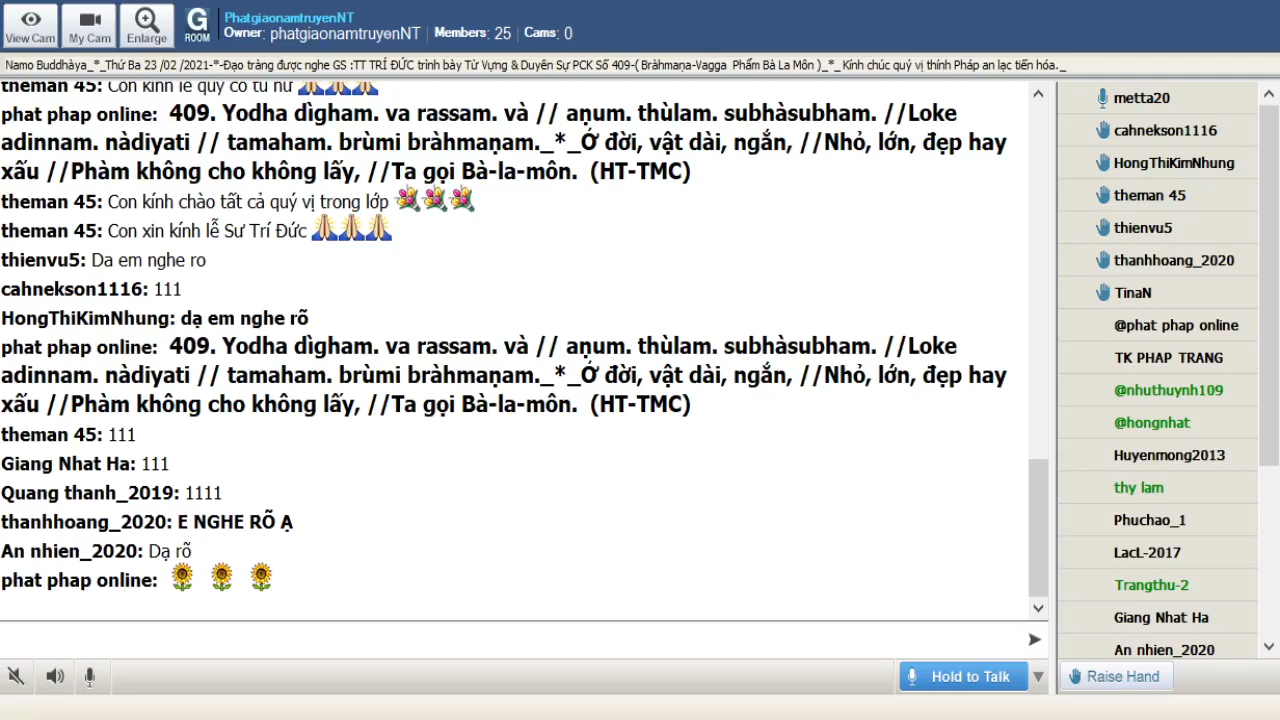 View Cam
My Cam
Enlarge
G
ROOM
PhatgiaonamtruyenNT
Owner: phatgiaonamtruyenNT | Members: 25 | Cams: 0
Namo Buddhàya_*_Thứ Ba 23 /02 /2021-*-Đạo tràng được nghe GS :TT TRÍ ĐỨC trình bày Từ Vựng & Duyên Sự PCK Số 409-( Bràhmaṇa-Vagga Phẩm Bà La Môn )_*_ Kính chúc quý vị thính Pháp an lạc tiến hóa._
theman 45: Con kính lễ quý cô tu nữ
phat phap online: 409. Yodha dìgham. va rassam. và // aṇum. thùlam. subhàsubham. //Loke
adinnam. nàdiyati // tamaham. brùmi bràhmaṇam._*_Ở đời, vật dài, ngắn, //Nhỏ, lớn, đẹp hay
xấu //Phàm không cho không lấy, //Ta gọi Bà-la-môn. (HT-TMC)
theman 45: Con kính chào tất cả quý vị trong lớp
theman 45: Con xin kính lễ Sư Trí Đức
thienvu5: Da em nghe ro
cahnekson1116: 111
HongThiKimNhung: dạ em nghe rõ
phat phap online: 409. Yodha dìgham. va rassam. và // aṇum. thùlam. subhàsubham. //Loke
adinnam. nàdiyati // tamaham. brùmi bràhmaṇam._*_Ở đời, vật dài, ngắn, //Nhỏ, lớn, đẹp hay
xấu //Phàm không cho không lấy, //Ta gọi Bà-la-môn. (HT-TMC)
theman 45: 111
Giang Nhat Ha: 111
Quang thanh_2019: 1111
thanhhoang_2020: E NGHE RÕ Ạ
An nhien_2020: Dạ rõ
phat phap online:
Hold to Talk
metta20
cahnekson1116
HongThiKimNhung
theman 45
thienvu5
thanhhoang_2020
TinaN
@phat phap online
TK PHAP TRANG
@nhuthuynh109
@hongnhat
Huyenmong2013
thy lam
Phuchao_1
LacL-2017
Trangthu-2
Giang Nhat Ha
An nhien_2020
Raise Hand